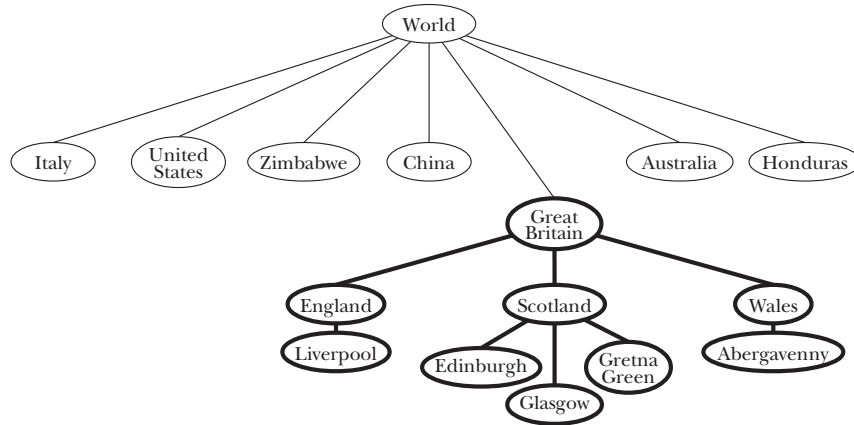 World
Italy
United
States
Zimbabwe
China
Australia
Honduras
Great
Britain
England
Scotland
Wales
Liverpool
Edinburgh
Glasgow
Gretna
Green
Abergavenny